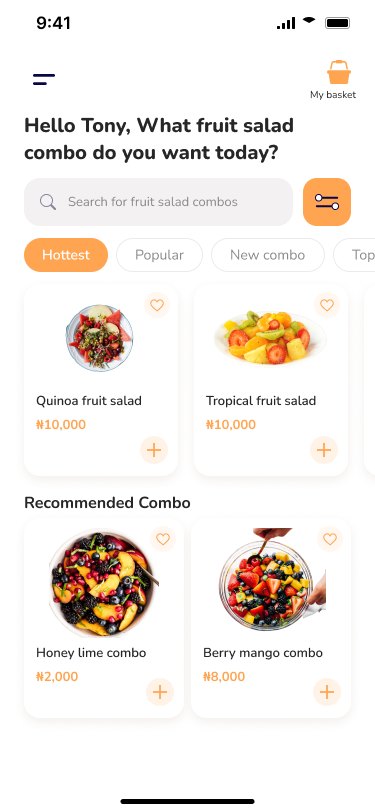 9:41
My basket
Hello Tony, What fruit salad
combo do you want today?
Search for fruit salad combos
Hottest
Popular
New combo
Top
Quinoa fruit salad
₦10,000
Tropical fruit salad
₦10,000
Recommended Combo
Honey lime combo
₦2,000
Berry mango combo
₦8,000